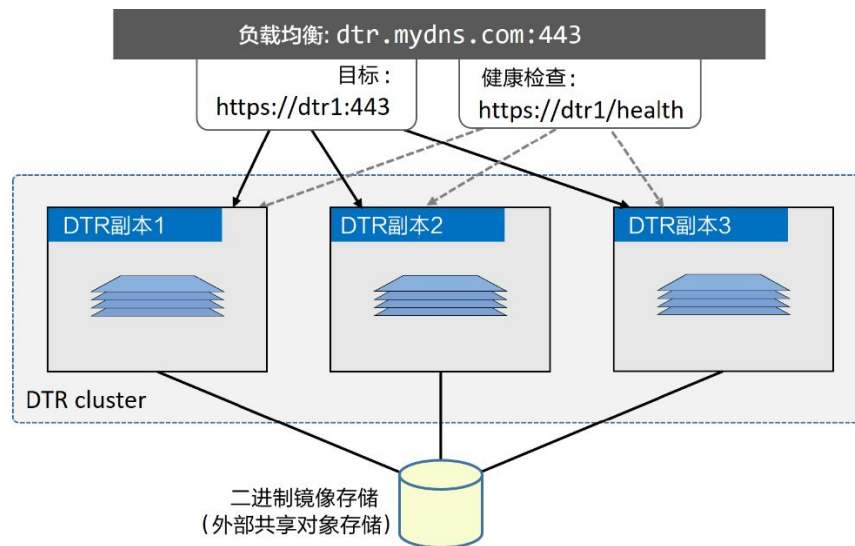 负载均衡: dtr.mydns.com:443
目标：
https://dtr1:443
健康检查：
https://dtr1/health
DTR副本1
DTR副本2
DTR副本3
DTR cluster
二进制镜像存储
(外部共享对象存储)